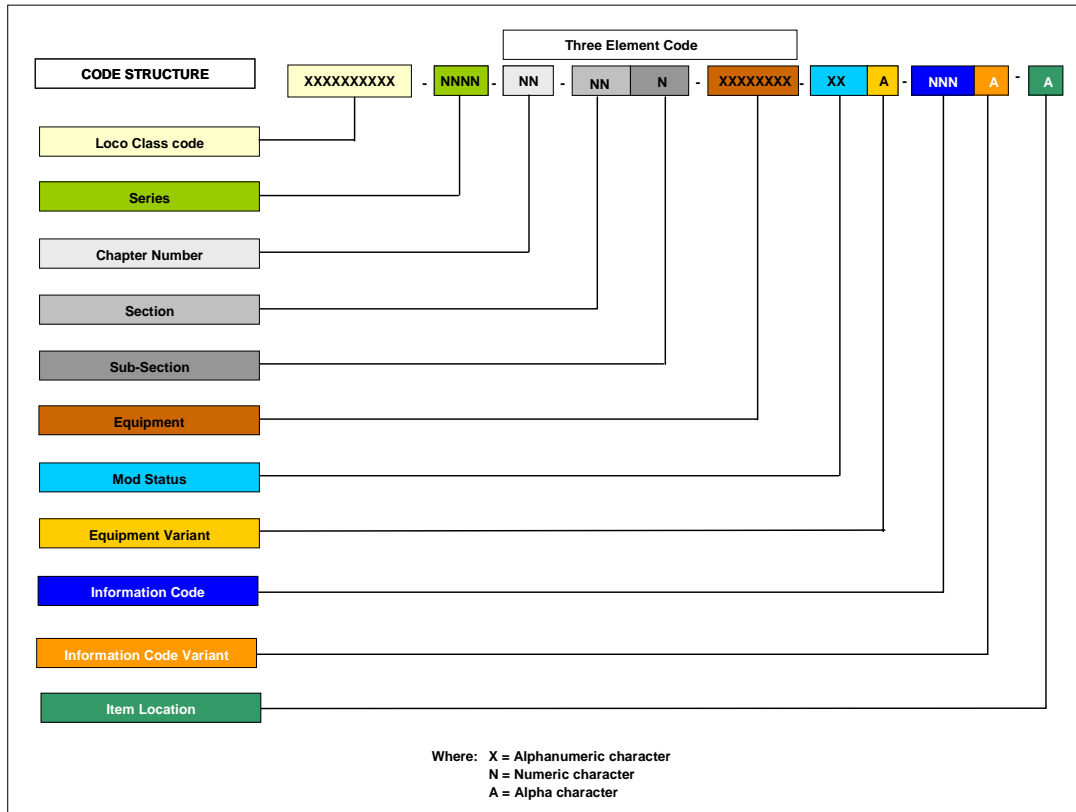 Three Element Code
CODE STRUCTURE
XXXXXXXXXX - NNNN - NN - NN N - XXXXXXXX - XX A - NNN A - A
Loco Class code
Series
Chapter Number
Section
Sub-Section
Equipment
Mod Status
Equipment Variant
Information Code
Information Code Variant
Item Location
Where: X = Alphanumeric character
N = Numeric character
A = Alpha character